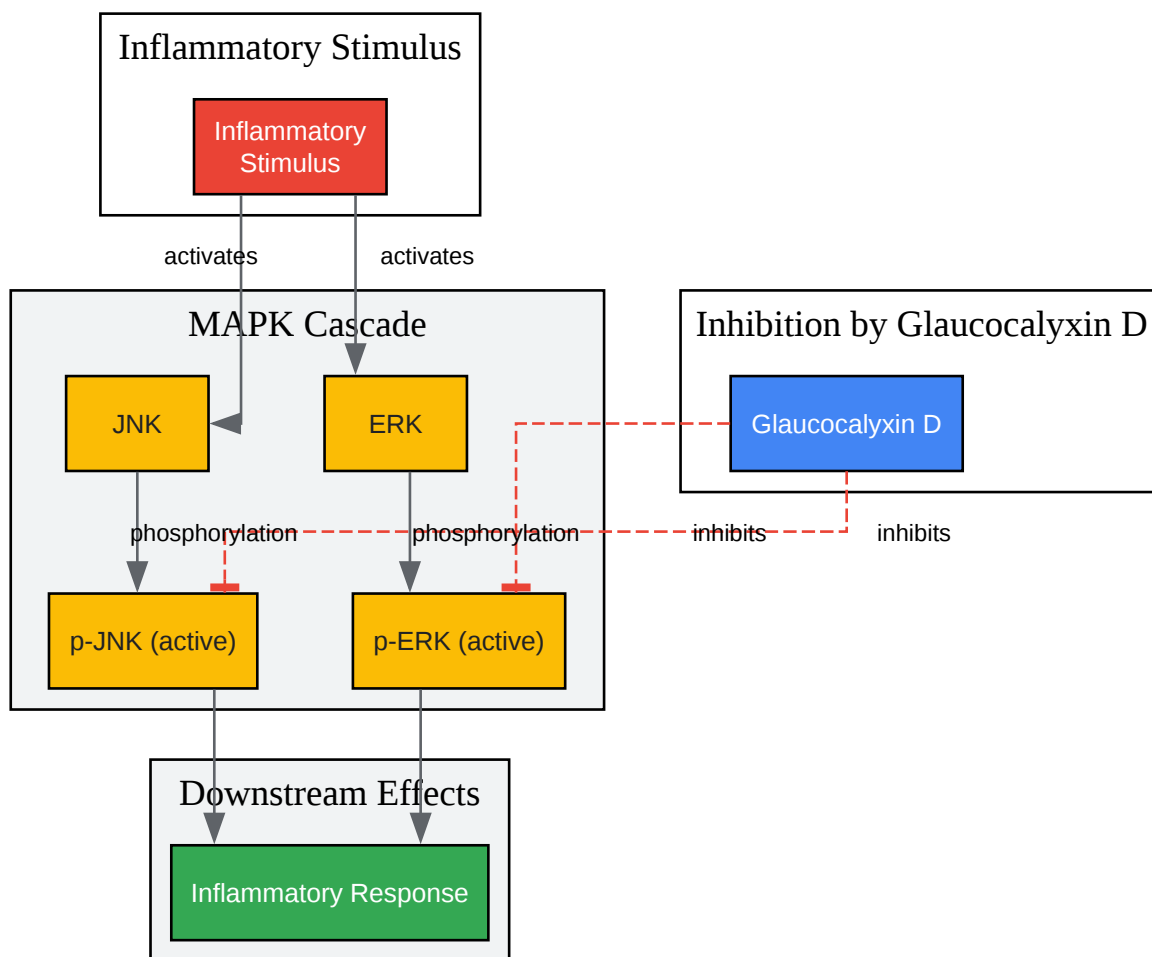 Inflammatory Stimulus
Inflammatory
Stimulus
activates
activates
MAPK Cascade
Inhibition by Glaucocalyxin D
JNK
ERK
Glaucocalyxin D
phosphorylation
phosphorylation
inhibits
inhibits
p-JNK (active)
p-ERK (active)
Downstream Effects
Inflammatory Response